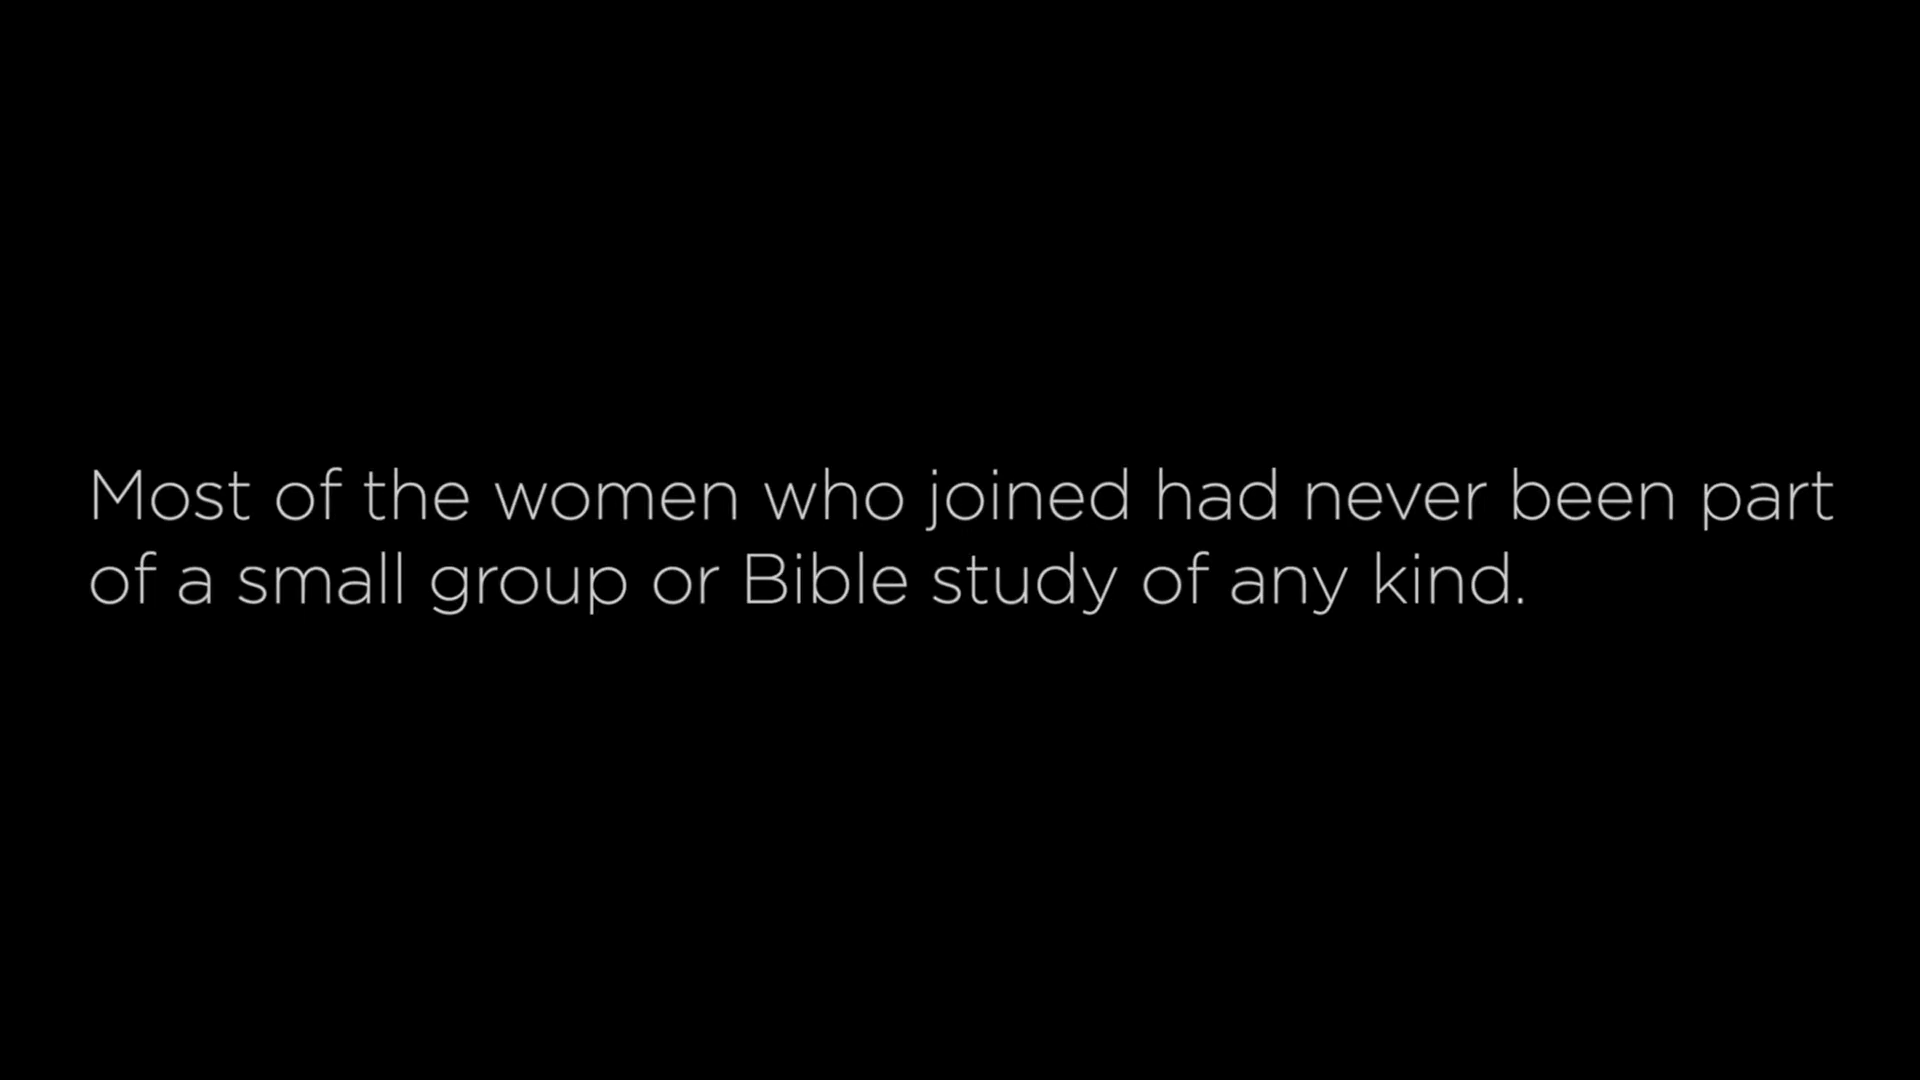 Most of the women who joined had never been part
of a small group or Bible study of any kind.